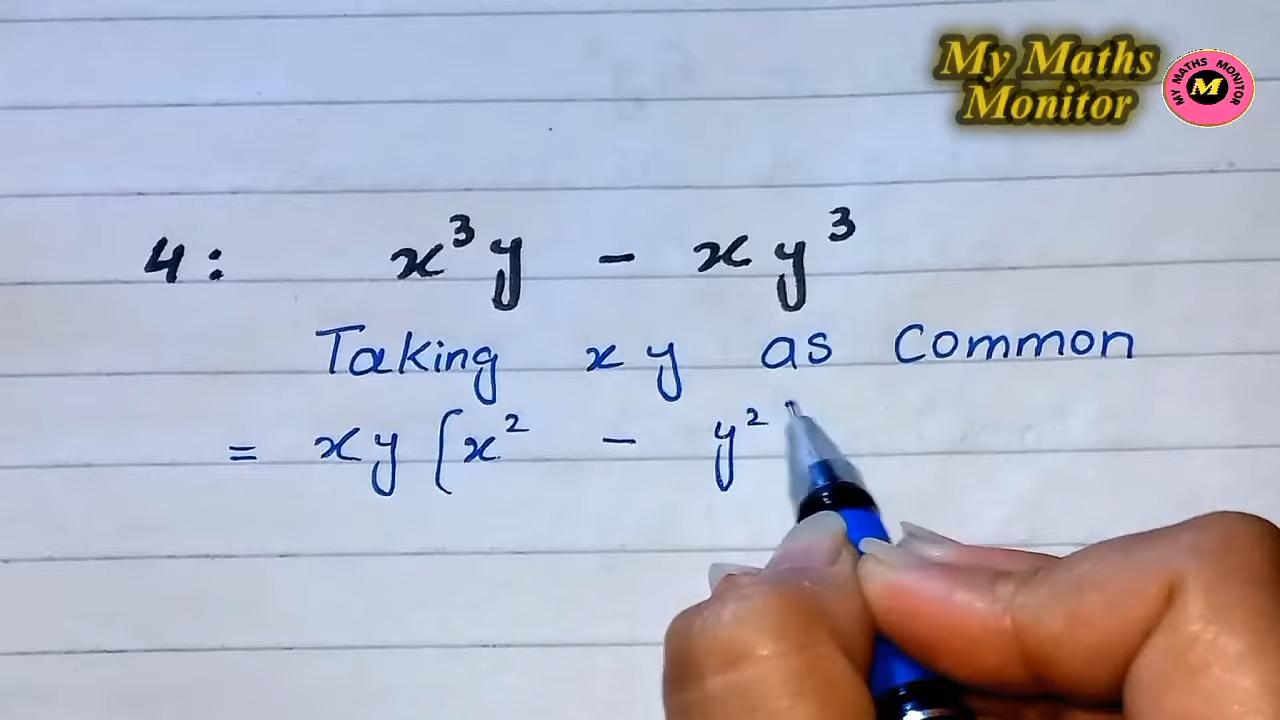 My Maths
Monitor
MY MATHS MONITOR
M
4: x³y - xy³
Taking xy as Common
= xy [x² - y²